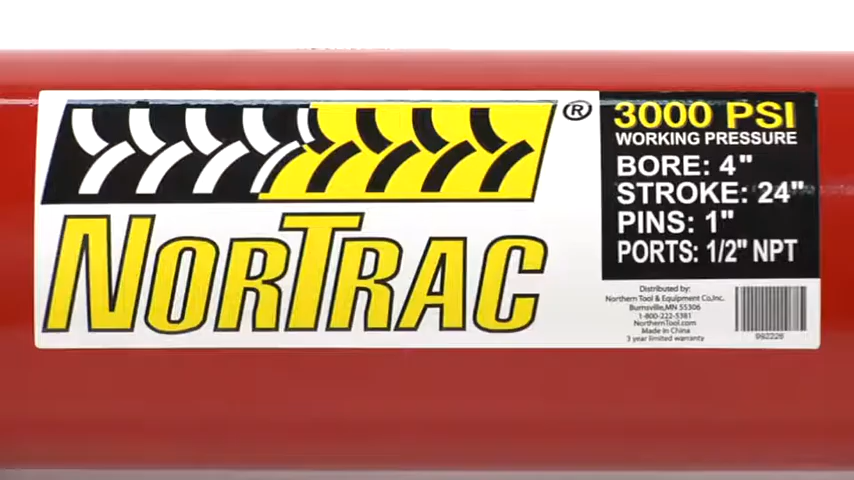 ®
NORTRAC
3000 PSI
WORKING PRESSURE
BORE: 4"
STROKE: 24"
PINS: 1"
PORTS: 1/2" NPT
Distributed by:
Northern Tool & Equipment Co,Inc.
Burnsville,MN 55306
1-800-222-5381
NorthernTool.com
Made in China
3 year limited warranty
992226